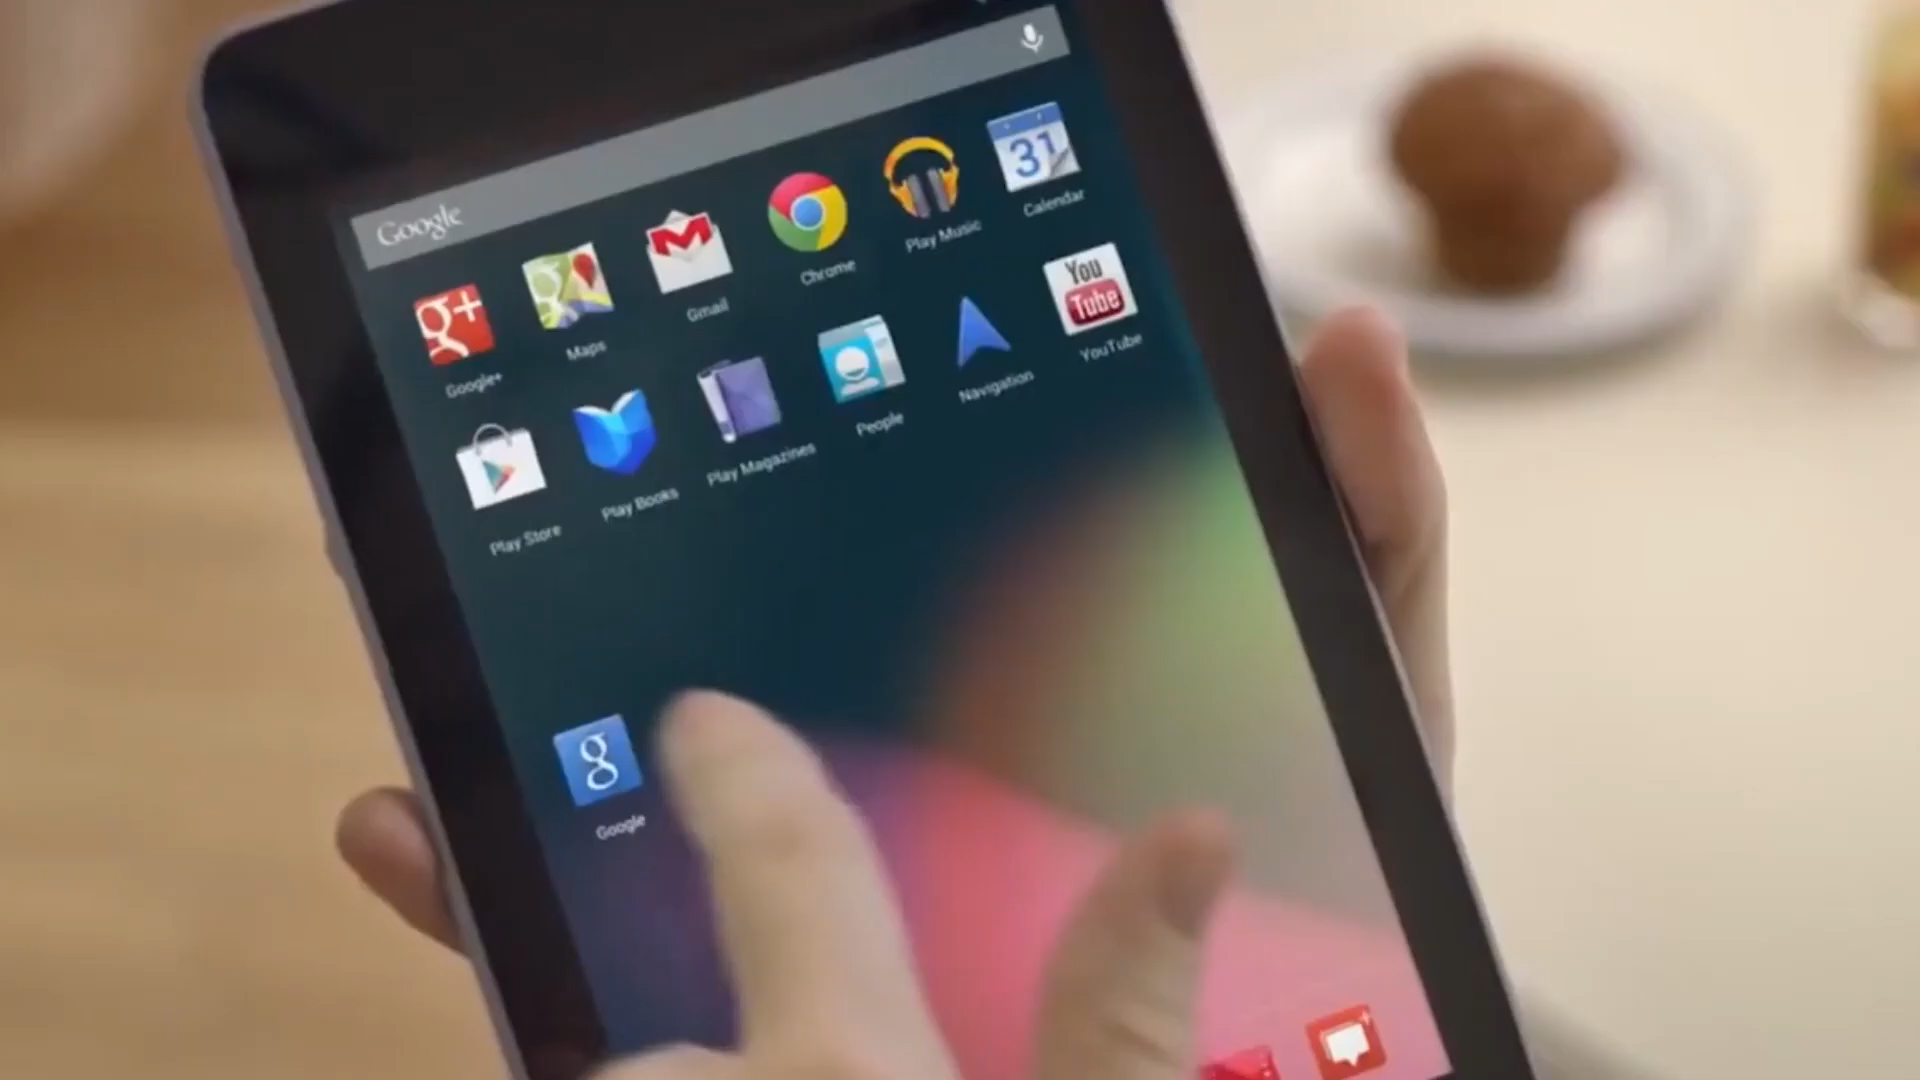 Google
g+
Google+
g
Maps
M
Gmail
Chrome
Play Music
31
Calendar
Play Store
Play Books
Play Magazines
People
Navigation
You
Tube
YouTube
g
Google